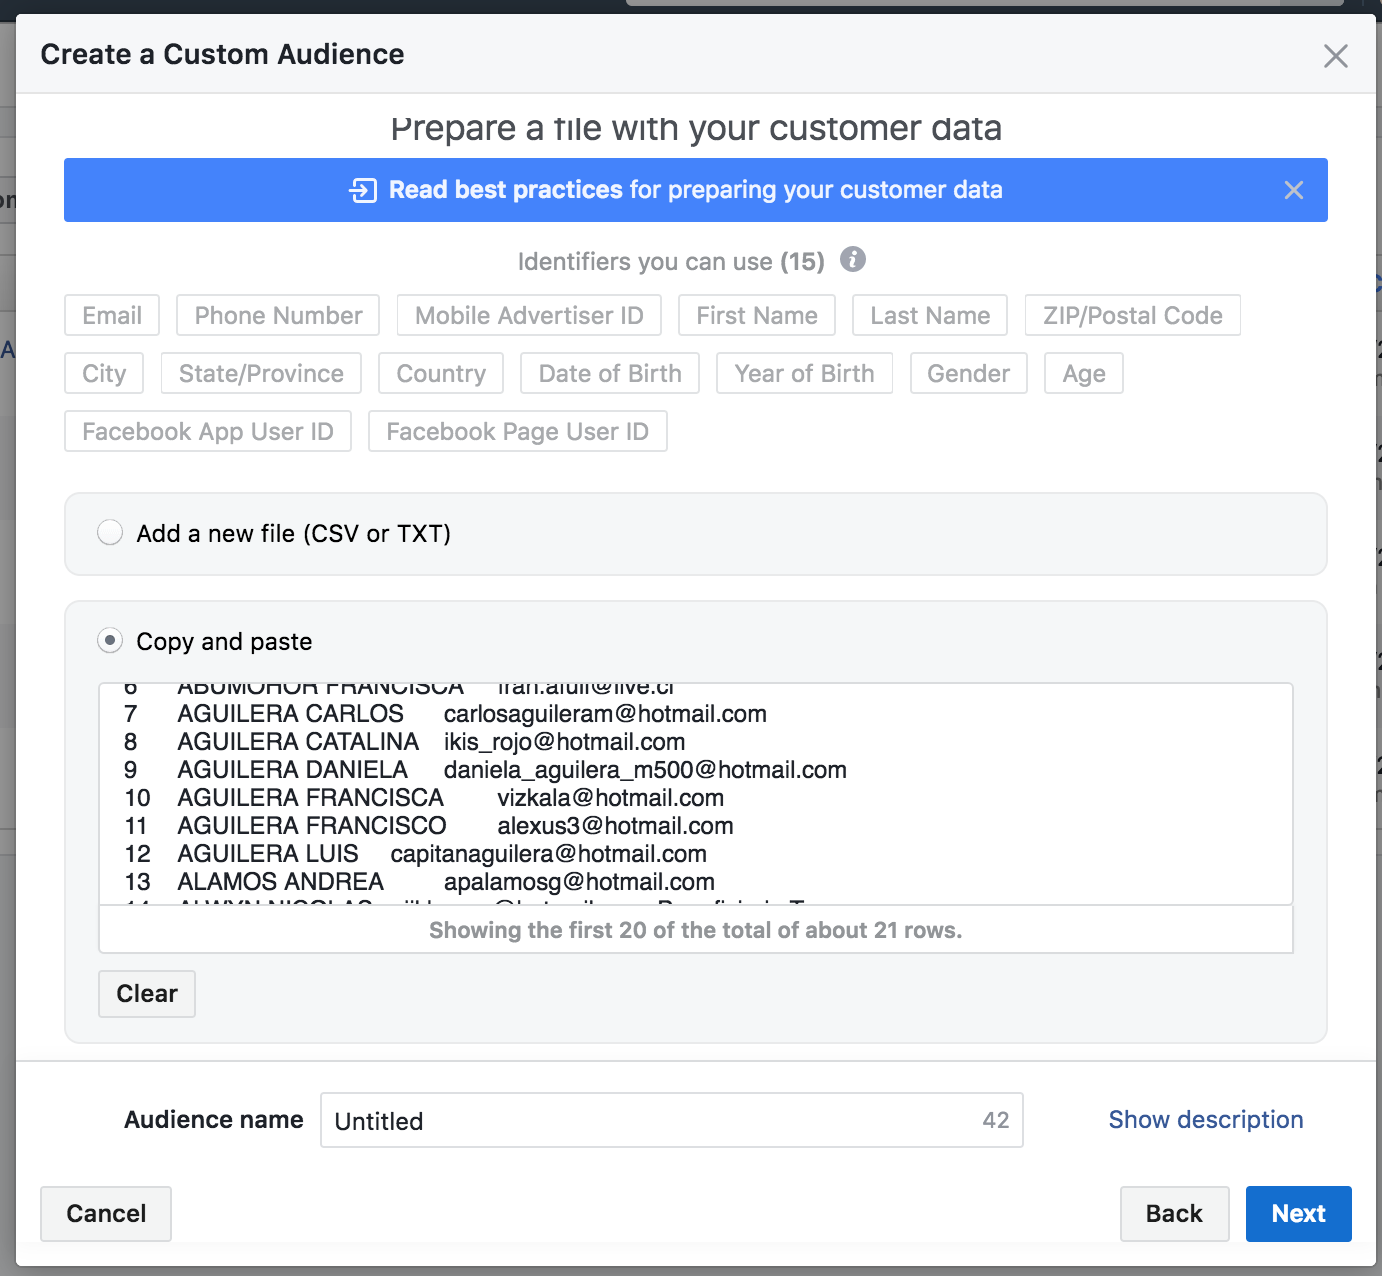 Create a Custom Audience
Prepare a file with your customer data
Read best practices for preparing your customer data
Identifiers you can use (15)
Email Phone Number Mobile Advertiser ID First Name Last Name ZIP/Postal Code
City State/Province Country Date of Birth Year of Birth Gender Age
Facebook App User ID Facebook Page User ID
Add a new file (CSV or TXT)
Copy and paste
6 ABUMOHOR FRANCISCA
7 AGUILERA CARLOS carlosaguileram@hotmail.com
8 AGUILERA CATALINA ikis_rojo@hotmail.com
9 AGUILERA DANIELA daniela_aguilera_m500@hotmail.com
10 AGUILERA FRANCISCA vizkala@hotmail.com
11 AGUILERA FRANCISCO alexus3@hotmail.com
12 AGUILERA LUIS capitanaguilera@hotmail.com
13 ALAMOS ANDREA apalamosg@hotmail.com
Showing the first 20 of the total of about 21 rows.
Clear
Audience name Untitled 42 Show description
Cancel Back Next